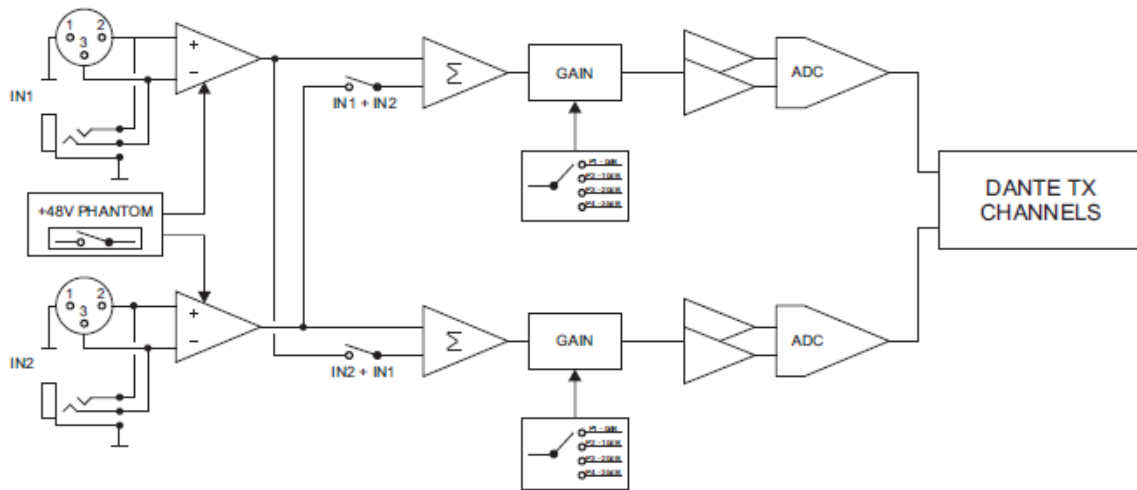 1
2
3
IN1
+
−
Σ
IN1 + IN2
GAIN
ADC
+48V PHANTOM
DANTE TX
CHANNELS
1
2
3
IN2
+
−
Σ
IN2 + IN1
GAIN
ADC